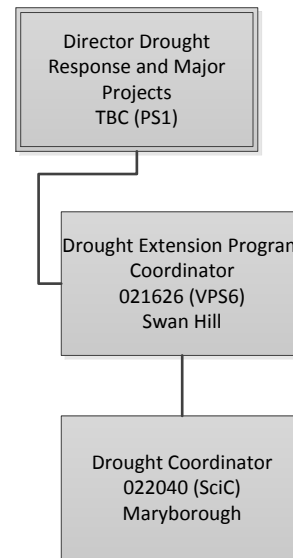 Director Drought
Response and Major
Projects
TBC (PS1)
Drought Extension Program
Coordinator
021626 (VPS6)
Swan Hill
Drought Coordinator
022040 (SciC)
Maryborough